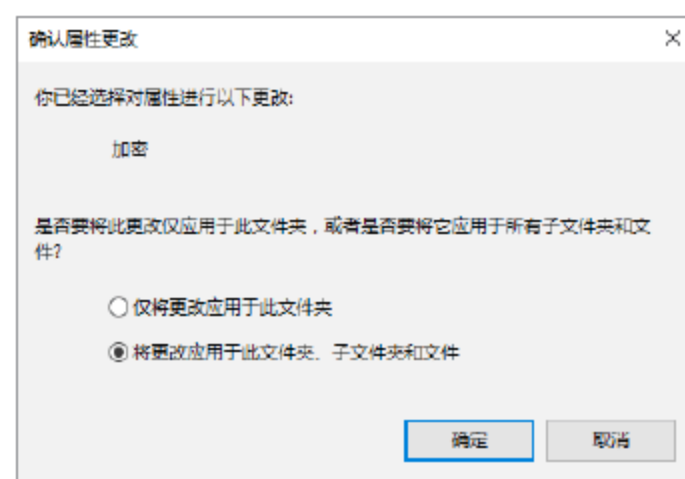 确认属性更改
你已经选择对属性进行以下更改:
加密
是否要将此更改仅应用于此文件夹，或者是否要将它应用于所有子文件夹和文
件?
仅将更改应用于此文件夹
将更改应用于此文件夹、子文件夹和文件
确定
取消